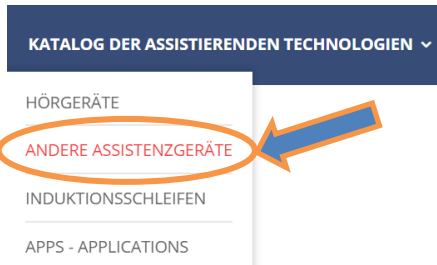 KATALOG DER ASSISTIERENDEN TECHNOLOGIEN
HÖRGERÄTE
ANDERE ASSISTENZGERÄTE
INDUKTIONSSCHLEIFEN
APPS - APPLICATIONS